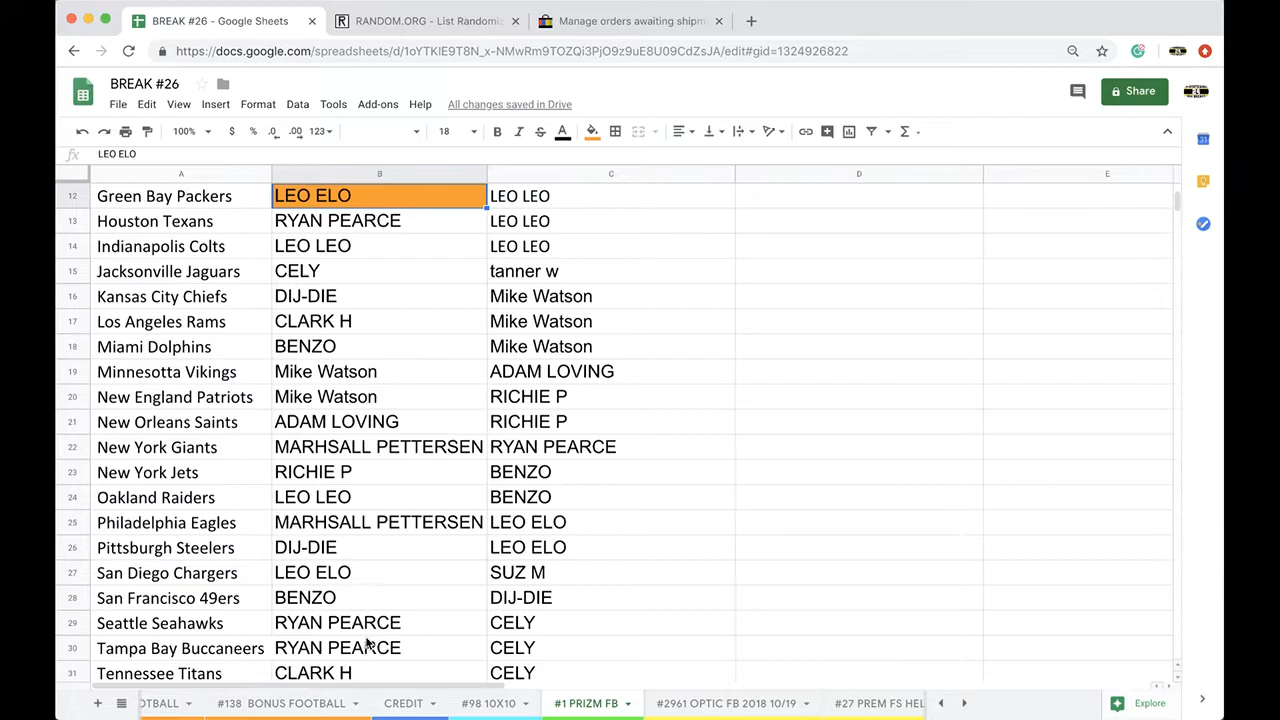 BREAK #26 - Google Sheets
RANDOM.ORG - List Randomiz
Manage orders awaiting shipm
https://docs.google.com/spreadsheets/d/1oYTKIE9T8N_x-NMwRm9TOZQi3PjO9z9uE8U09CdZsJA/edit#gid=1324926822
BREAK #26
File Edit View Insert Format Data Tools Add-ons Help All changes saved in Drive
Share
100% $ % .0 .00 123 18 B I S A
fx LEO ELO
A B C D E
12 Green Bay Packers LEO ELO LEO LEO
13 Houston Texans RYAN PEARCE LEO LEO
14 Indianapolis Colts LEO LEO LEO LEO
15 Jacksonville Jaguars CELY tanner w
16 Kansas City Chiefs DIJ-DIE Mike Watson
17 Los Angeles Rams CLARK H Mike Watson
18 Miami Dolphins BENZO Mike Watson
19 Minnesotta Vikings Mike Watson ADAM LOVING
20 New England Patriots Mike Watson RICHIE P
21 New Orleans Saints ADAM LOVING RICHIE P
22 New York Giants MARHSALL PETTERSEN RYAN PEARCE
23 New York Jets RICHIE P BENZO
24 Oakland Raiders LEO LEO BENZO
25 Philadelphia Eagles MARHSALL PETTERSEN LEO ELO
26 Pittsburgh Steelers DIJ-DIE LEO ELO
27 San Diego Chargers LEO ELO SUZ M
28 San Francisco 49ers BENZO DIJ-DIE
29 Seattle Seahawks RYAN PEARCE CELY
30 Tampa Bay Buccaneers RYAN PEARCE CELY
31 Tennessee Titans CLARK H CELY
OTBALL #138 BONUS FOOTBALL CREDIT #98 10X10 #1 PRIZM FB #2961 OPTIC FB 2018 10/19 #27 PREM FS HEL Explore